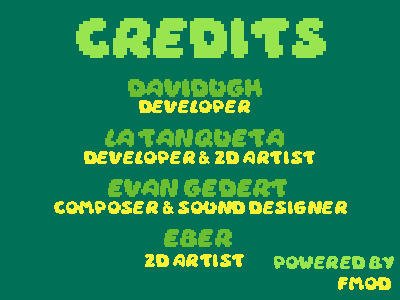 CREDITS
DAVIDUGH
DEVELOPER
LA TANQUETA
DEVELOPER & 2D ARTIST
EVAN GEDERT
COMPOSER & SOUND DESIGNER
EBER
2D ARTIST
POWERED BY
FMOD